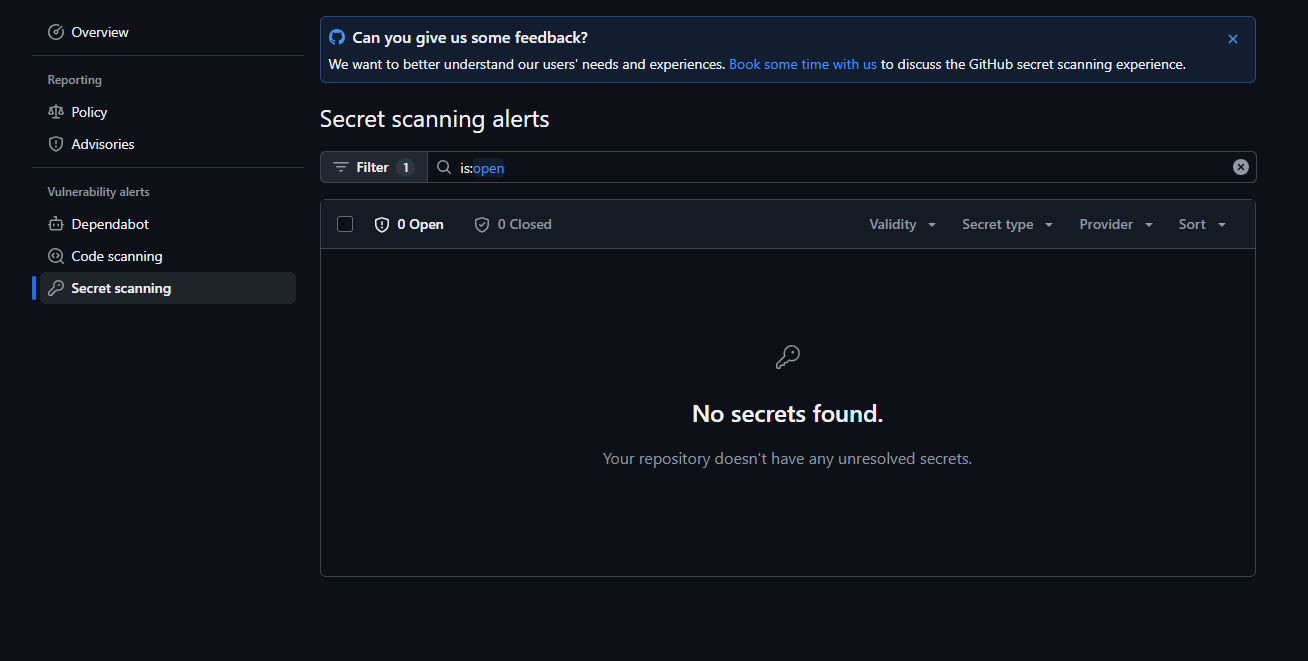 Overview
Reporting
Policy
Advisories
Vulnerability alerts
Dependabot
Code scanning
Secret scanning
Can you give us some feedback?
We want to better understand our users' needs and experiences. Book some time with us to discuss the GitHub secret scanning experience.
Secret scanning alerts
Filter 1 is:open
0 Open 0 Closed Validity Secret type Provider Sort
No secrets found.
Your repository doesn't have any unresolved secrets.